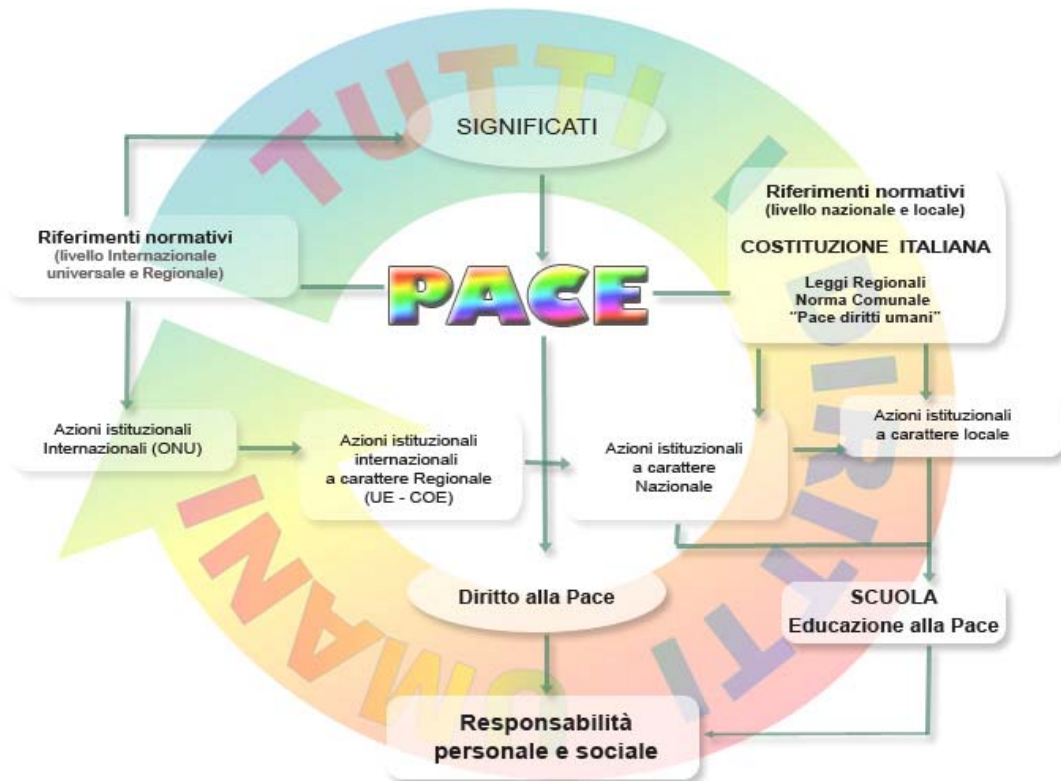 TUTTI I DIRITTI UMANI
SIGNIFICATI
Riferimenti normativi
(livello Internazionale
universale e Regionale)
PACE
Riferimenti normativi
(livello nazionale e locale)
COSTITUZIONE ITALIANA
Leggi Regionali
Norma Comunale
"Pace diritti umani"
Azioni istituzionali
Internazionali (ONU)
Azioni istituzionali
internazionali
a carattere Regionale
(UE - COE)
Azioni istituzionali
a carattere
Nazionale
Azioni istituzionali
a carattere locale
Diritto alla Pace
SCUOLA
Educazione alla Pace
Responsabilità
personale e sociale